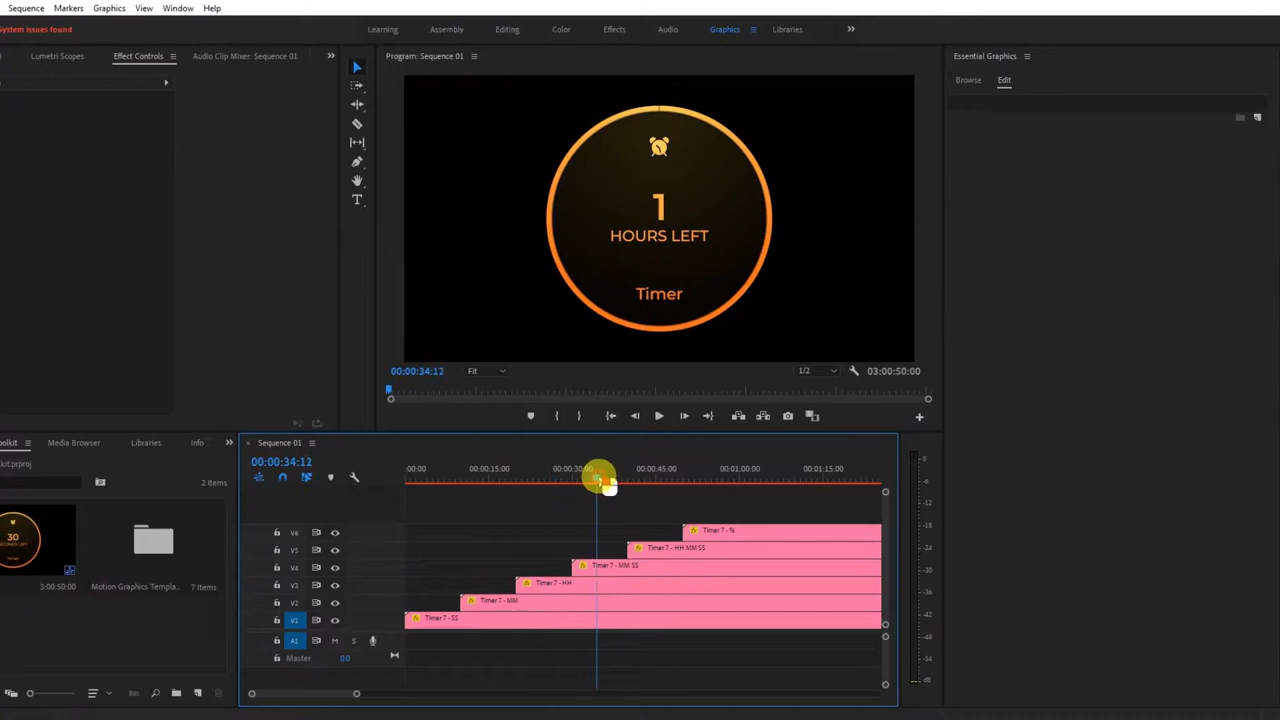 Sequence Markers Graphics View Window Help
System issues found
Learning Assembly Editing Color Effects Audio Graphics Libraries
Lumetri Scopes Effect Controls Audio Clip Mixer: Sequence 01
Program: Sequence 01
Essential Graphics
Browse Edit
1
HOURS LEFT
Timer
00:00:34:12 Fit 1/2 03:00:50:00
olkit Media Browser Libraries Info
kit.prproj
2 Items
30
SECONDS LEFT
Timer
3:00:50:00 Motion Graphics Templa... 7 Items
Sequence 01
00:00:34:12
:00:00 00:00:15:00 00:00:30:00 00:00:45:00 00:01:00:00 00:01:15:00
V6 Timer 7 - %
V5 Timer 7 - HH MM SS
V4 Timer 7 - MM SS
V3 Timer 7 - HH
V2 Timer 7 - MM
V1 Timer 7 - SS
A1 M S
Master 0.0
0
-6
-12
-18
-24
-30
-36
-42
-48
-54
dB